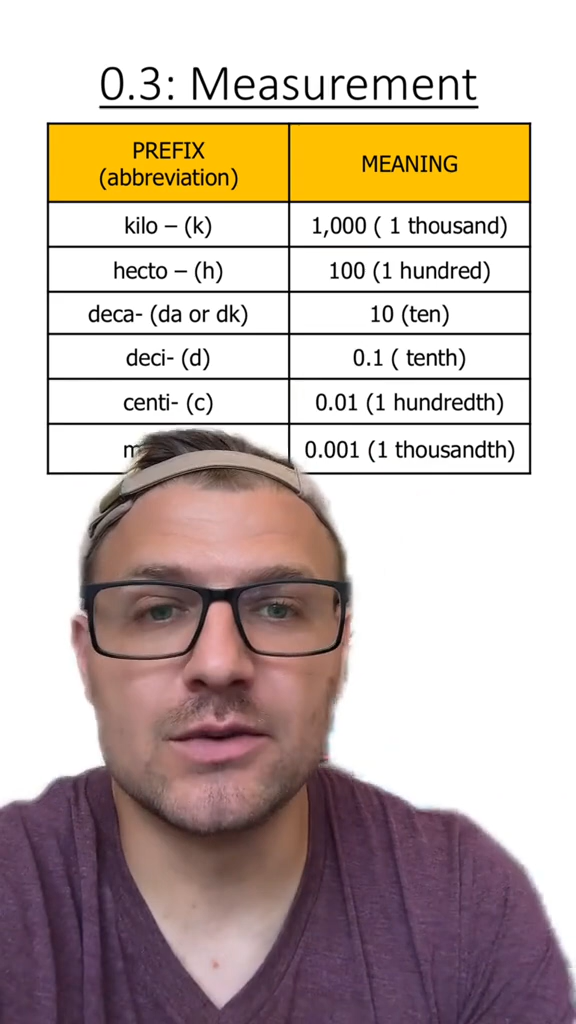 0.3: Measurement
PREFIX
(abbreviation)
MEANING
kilo – (k)
1,000 ( 1 thousand)
hecto – (h)
100 (1 hundred)
deca- (da or dk)
10 (ten)
deci- (d)
0.1 ( tenth)
centi- (c)
0.01 (1 hundredth)
0.001 (1 thousandth)